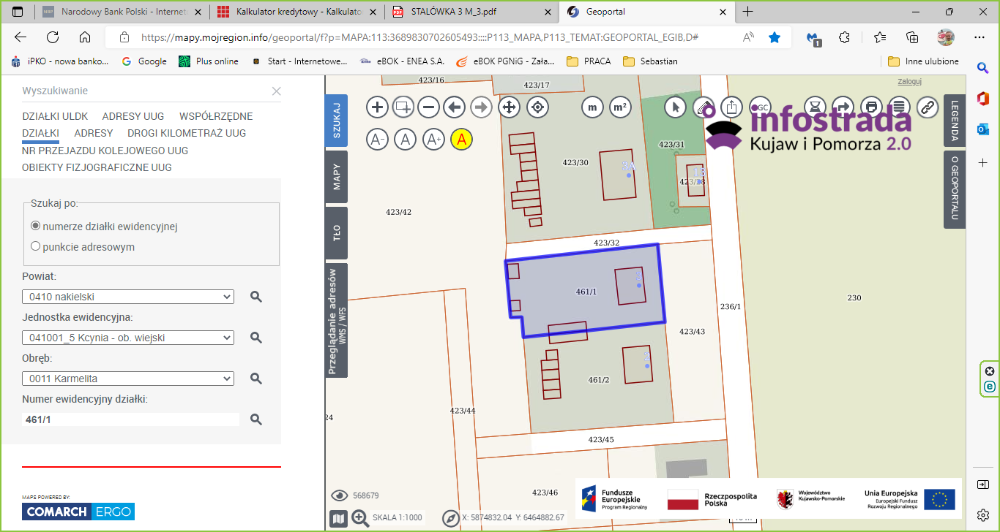 Narodowy Bank Polski - Internet
Kalkulator kredytowy - Kalkulato
STALÓWKA 3 M_3.pdf
Geoportal
https://mapy.mojregion.info/geoportal/f?p=MAPA:113:3689830702605493::::P113_MAPA,P113_TEMAT:GEOPORTAL_EGIB,D#
1
iPKO - nowa banko...
Google
Plus online
Start - Internetowe...
eBOK - ENEA S.A.
eBOK PGNiG - Zała...
PRACA
Sebastian
Inne ulubione
Wyszukiwanie
DZIAŁKI ULDK
ADRESY UUG
WSPÓŁRZĘDNE
DZIAŁKI
ADRESY
DROGI KILOMETRAŻ UUG
NR PRZEJAZDU KOLEJOWEGO UUG
OBIEKTY FIZJOGRAFICZNE UUG
Szukaj po:
numerze działki ewidencyjnej
punkcie adresowym
Powiat:
0410 nakielski
Jednostka ewidencyjna:
041001_5 Kcynia - ob. wiejski
Obręb:
0011 Karmelita
Numer ewidencyjny działki:
461/1
MAPS POWERED BY:
COMARCH ERGO
SZUKAJ
MAPY
TŁO
Przeglądanie adresów
WMS / WFS
Zaloguj
m
m²
GC
A-
A
A+
A
infostrada
Kujaw i Pomorza 2.0
LEGENDA
O GEOPORTALU
423/16
423/17
423/31
423/30
3A
423/42
423/32
461/1
236/1
230
423/43
461/2
423/44
24
423/45
423/46
568679
SKALA 1:1000
X: 5874832.04 Y: 6464882.67
Fundusze
Europejskie
Program Regionalny
Rzeczpospolita
Polska
Województwo
Kujawsko-Pomorskie
Unia Europejska
Europejski Fundusz
Rozwoju Regionalnego